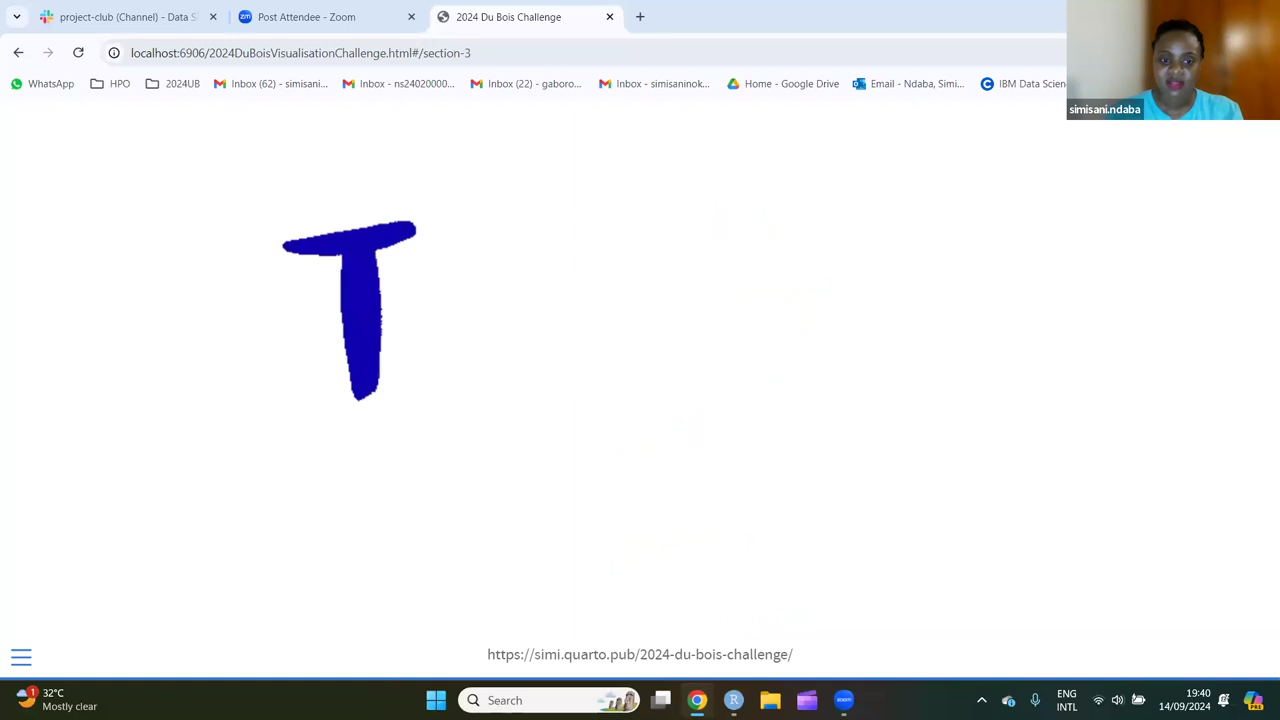 project-club (Channel) - Data S
Post Attendee - Zoom
2024 Du Bois Challenge
localhost:6906/2024DuBoisVisualisationChallenge.html#/section-3
WhatsApp
HPO
2024UB
Inbox (62) - simisani...
Inbox - ns24020000...
Inbox (22) - gaboro...
Inbox - simisaninok...
Home - Google Drive
Email - Ndaba, Simi...
IBM Data Scien
simisani.ndaba
T
https://simi.quarto.pub/2024-du-bois-challenge/
1
32°C
Mostly clear
Search
zoom
ENG
INTL
19:40
14/09/2024